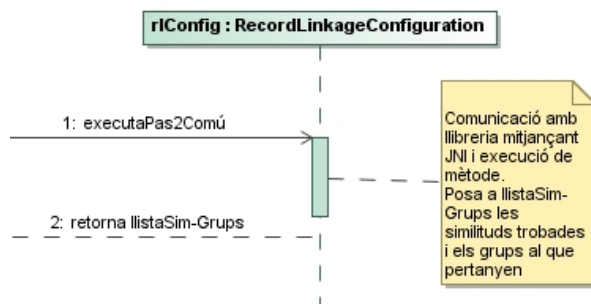 rlConfig : RecordLinkageConfiguration
1: executaPas2Comú
Comunicació amb
llibreria mitjançant
JNI i execució de
mètode.
Posa a llistaSim-
Grups les
similituds trobades
i els grups al que
pertanyen
2: retorna llistaSim-Grups